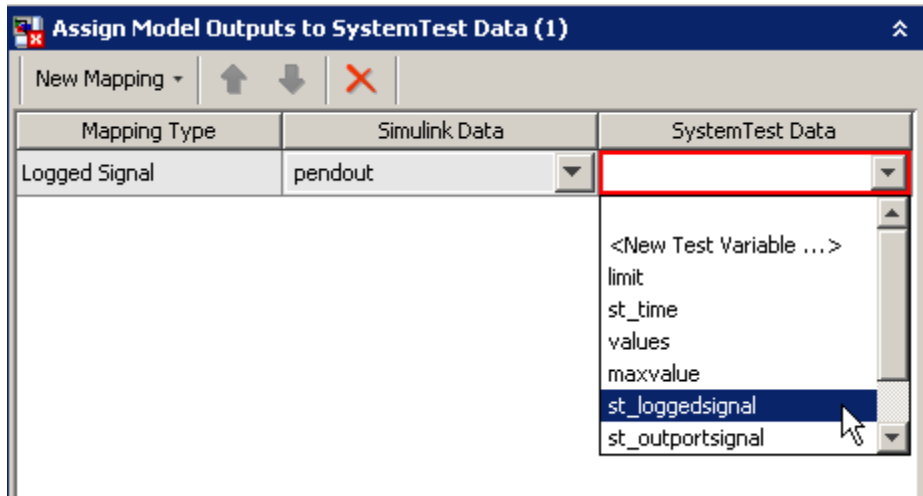 Assign Model Outputs to SystemTest Data (1)
New Mapping
Mapping Type Simulink Data SystemTest Data
Logged Signal pendout
<New Test Variable ...>
limit
st_time
values
maxvalue
st_loggedsignal
st_outportsignal